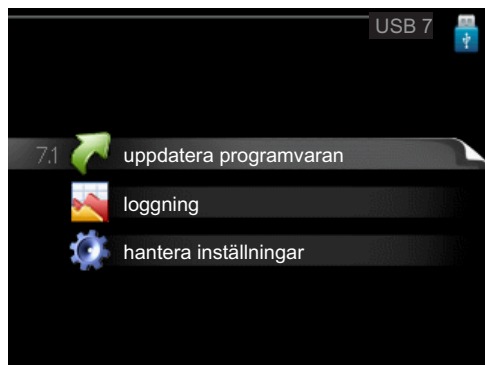 USB 7
7.1 uppdatera programvaran
loggning
hantera inställningar